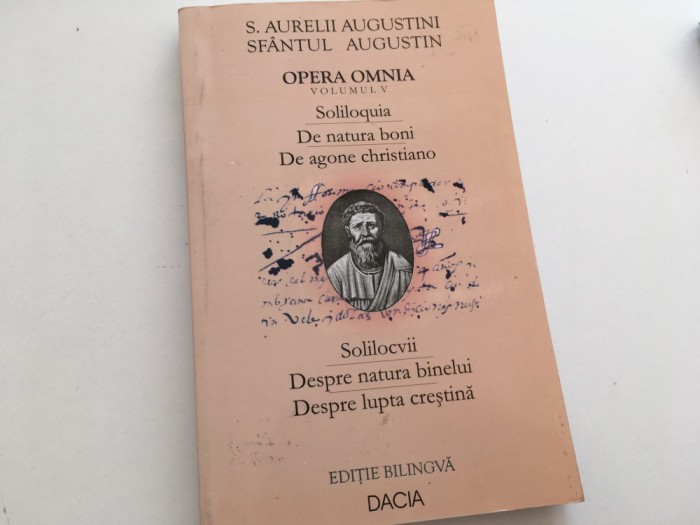 S. AURELII AUGUSTINI
SFÂNTUL AUGUSTIN
OPERA OMNIA
VOLUMUL V
Soliloquia
De natura boni
De agone christiano
Solilocvii
Despre natura binelui
Despre lupta creştină
EDIŢIE BILINGVĂ
DACIA